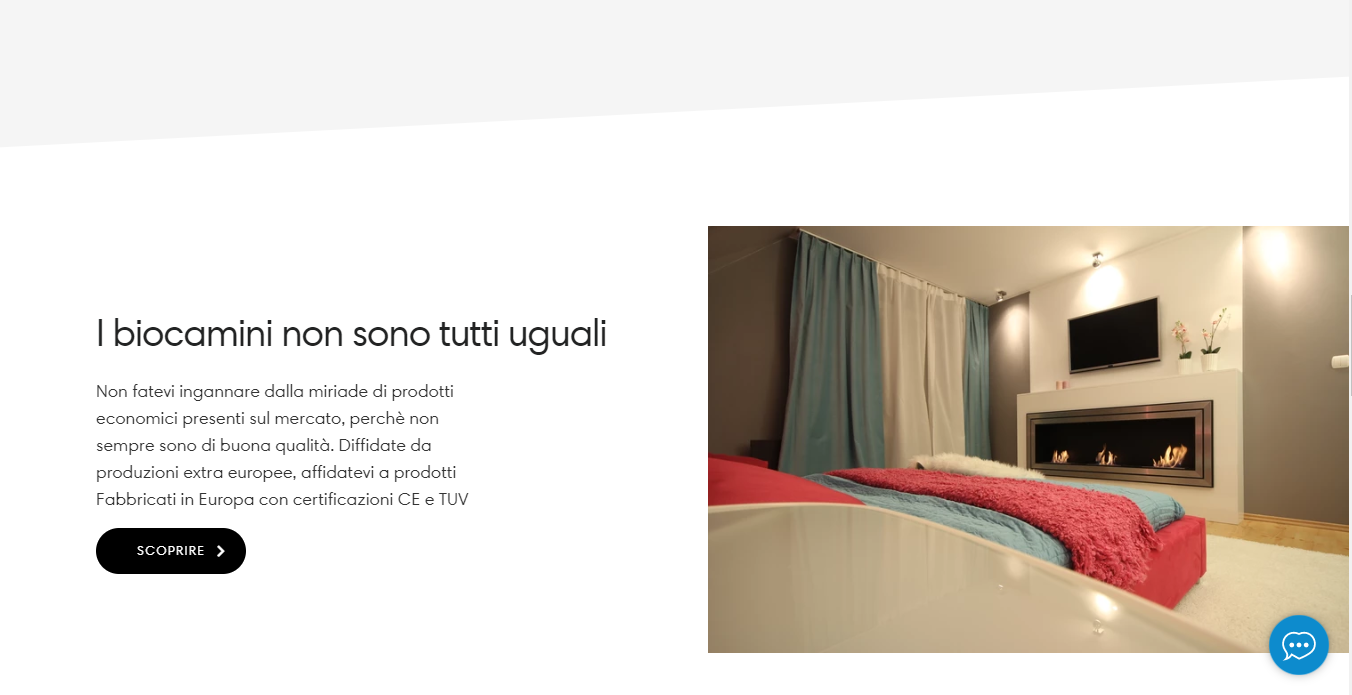 I biocamini non sono tutti uguali
Non fatevi ingannare dalla miriade di prodotti
economici presenti sul mercato, perchè non
sempre sono di buona qualità. Diffidate da
produzioni extra europee, affidatevi a prodotti
Fabbricati in Europa con certificazioni CE e TUV
SCOPRIRE